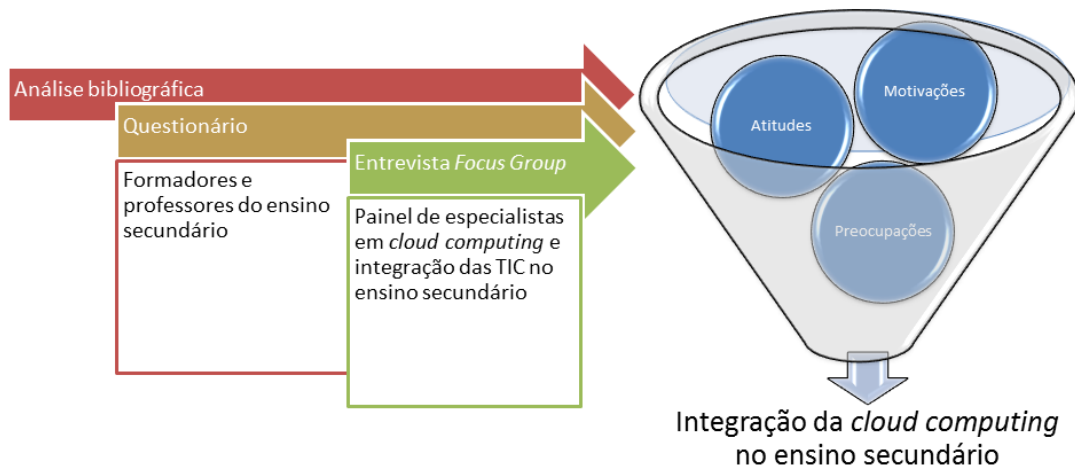 Análise bibliográfica
Questionário
Formadores e
professores do ensino
secundário
Entrevista Focus Group
Painel de especialistas
em cloud computing e
integração das TIC no
ensino secundário
Motivações
Atitudes
Preocupações
Integração da cloud computing
no ensino secundário